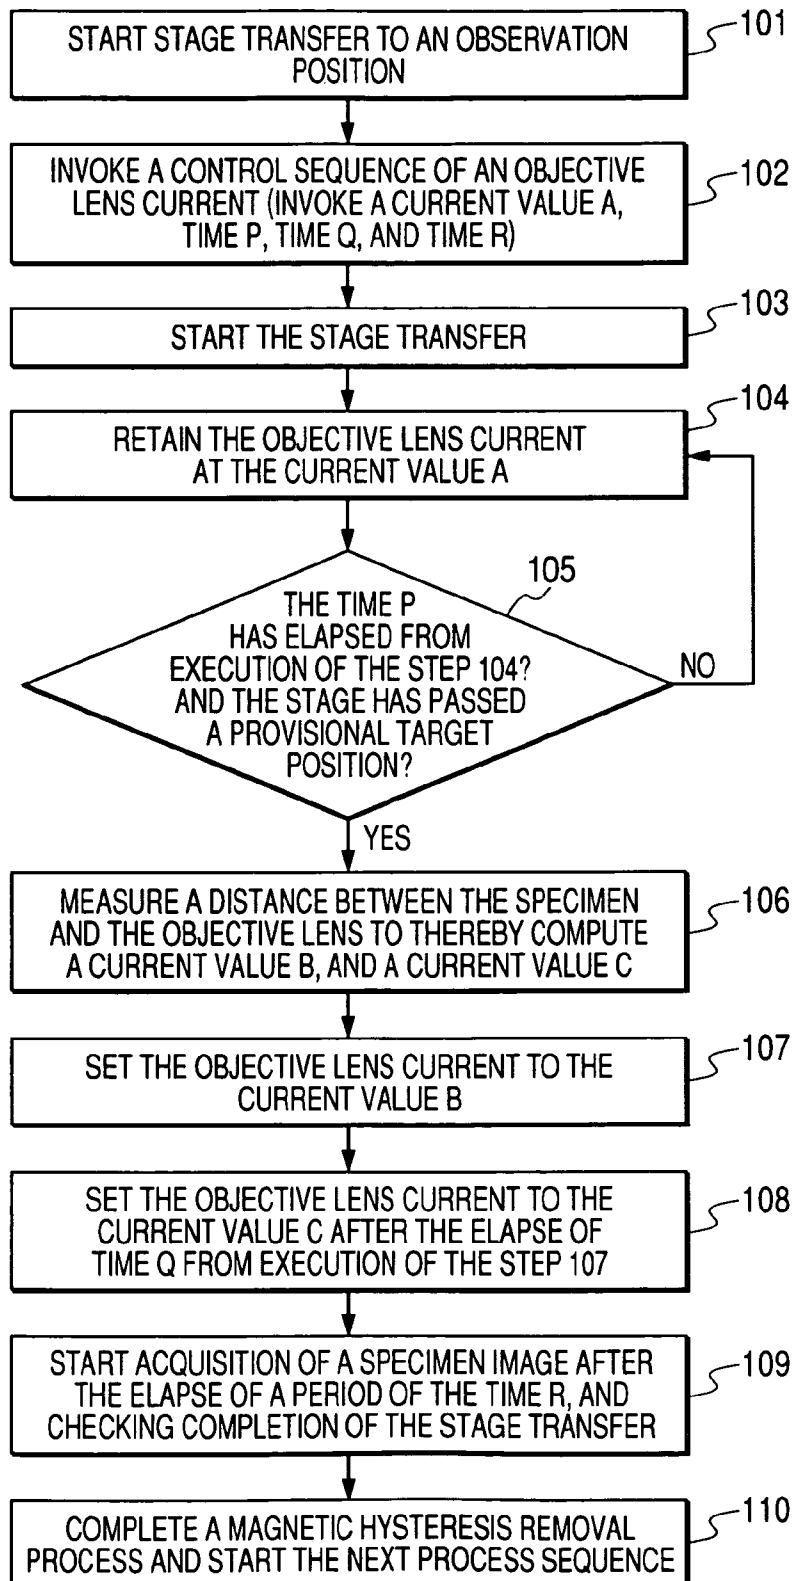 START STAGE TRANSFER TO AN OBSERVATION
POSITION
101
INVOKE A CONTROL SEQUENCE OF AN OBJECTIVE
LENS CURRENT (INVOKE A CURRENT VALUE A,
TIME P, TIME Q, AND TIME R)
102
START THE STAGE TRANSFER
103
RETAIN THE OBJECTIVE LENS CURRENT
AT THE CURRENT VALUE A
104
THE TIME P
HAS ELAPSED FROM
EXECUTION OF THE STEP 104?
AND THE STAGE HAS PASSED
A PROVISIONAL TARGET
POSITION?
105
NO
YES
MEASURE A DISTANCE BETWEEN THE SPECIMEN
AND THE OBJECTIVE LENS TO THEREBY COMPUTE
A CURRENT VALUE B, AND A CURRENT VALUE C
106
SET THE OBJECTIVE LENS CURRENT TO THE
CURRENT VALUE B
107
SET THE OBJECTIVE LENS CURRENT TO THE
CURRENT VALUE C AFTER THE ELAPSE OF
TIME Q FROM EXECUTION OF THE STEP 107
108
START ACQUISITION OF A SPECIMEN IMAGE AFTER
THE ELAPSE OF A PERIOD OF THE TIME R, AND
CHECKING COMPLETION OF THE STAGE TRANSFER
109
COMPLETE A MAGNETIC HYSTERESIS REMOVAL
PROCESS AND START THE NEXT PROCESS SEQUENCE
110